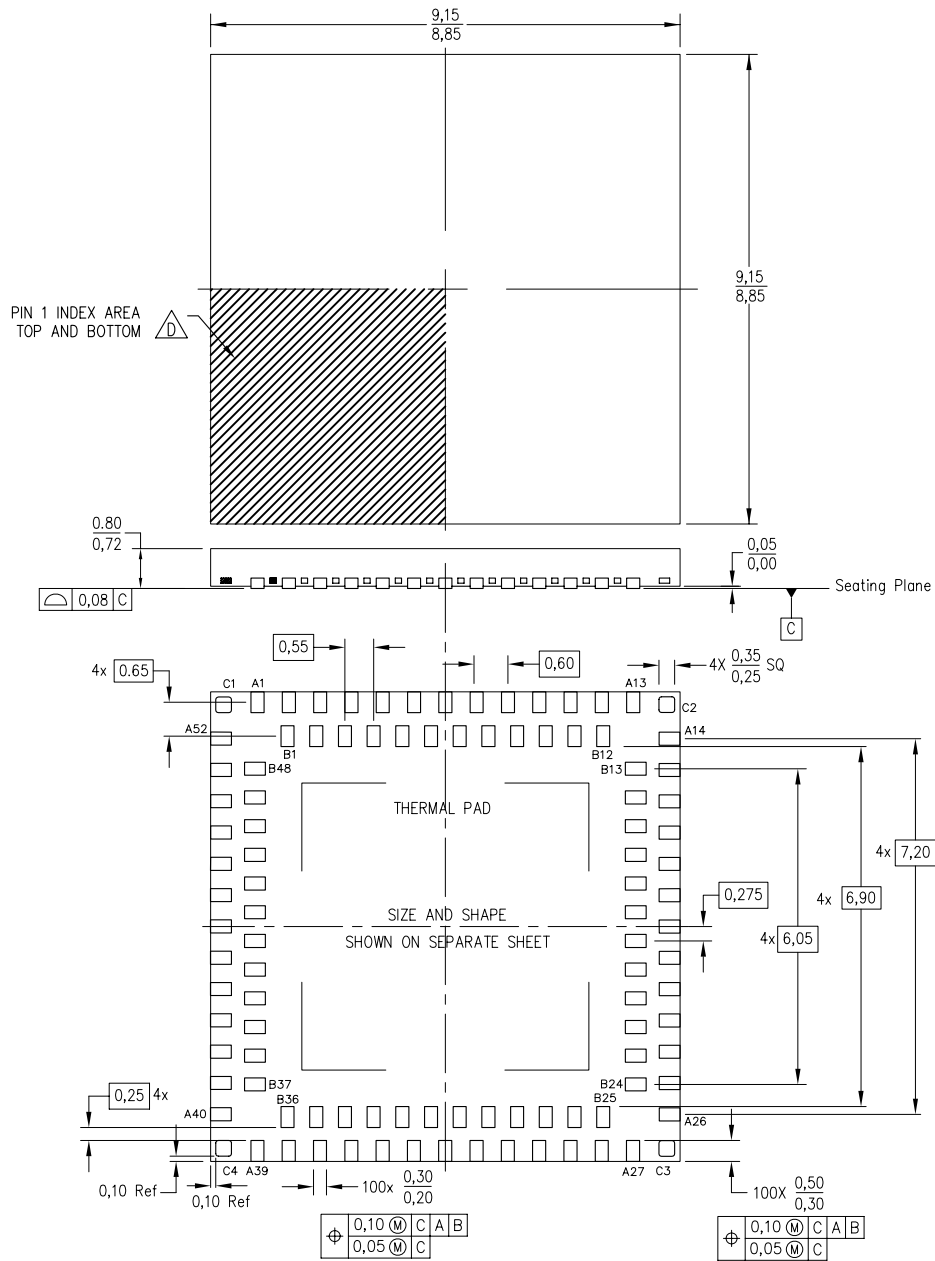 9,15
8,85
PIN 1 INDEX AREA
TOP AND BOTTOM
D
9,15
8,85
0.80
0,72
0,05
0,00
0,08 C
Seating Plane
C
0,55
0,60
4x 0.65
4X 0,35 SQ
0,25
C1 A1 A13 C2
A52 A14
B1 B12
B48 B13
THERMAL PAD
4x 7,20
0,275
4x 6,90
SIZE AND SHAPE
4x 6,05
SHOWN ON SEPARATE SHEET
B37 B24
0,25 4x
B36 B25
A40 A26
C4 A39 A27 C3
0,10 Ref
0,10 Ref
100x 0,30
0,20
100X 0,50
0,30
0,10 Ⓜ C A B
0,05 Ⓜ C
0,10 Ⓜ C A B
0,05 Ⓜ C